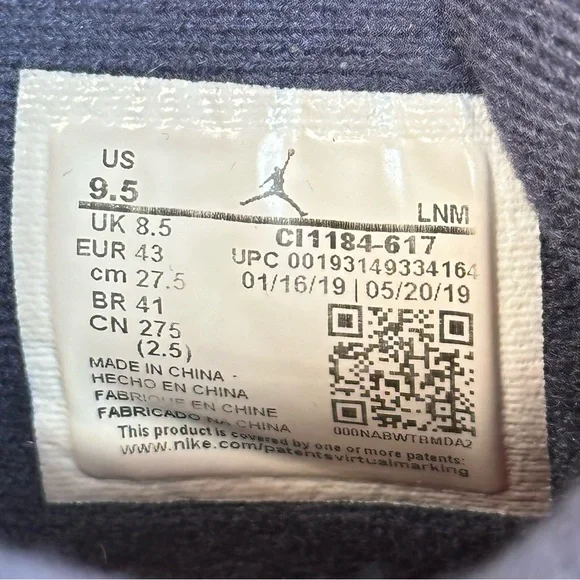 US
9.5
LNM
UK 8.5
CI1184-617
EUR 43
UPC 00193149334164
cm 27.5
01/16/19 | 05/20/19
BR 41
CN 275
(2.5)
MADE IN CHINA
HECHO EN CHINA
FABRIQUE EN CHINE
FABRICADO NA CHINA
000NABWTBMDA2
This product is covered by one or more patents:
www.nike.com/patentsvirtualmarking